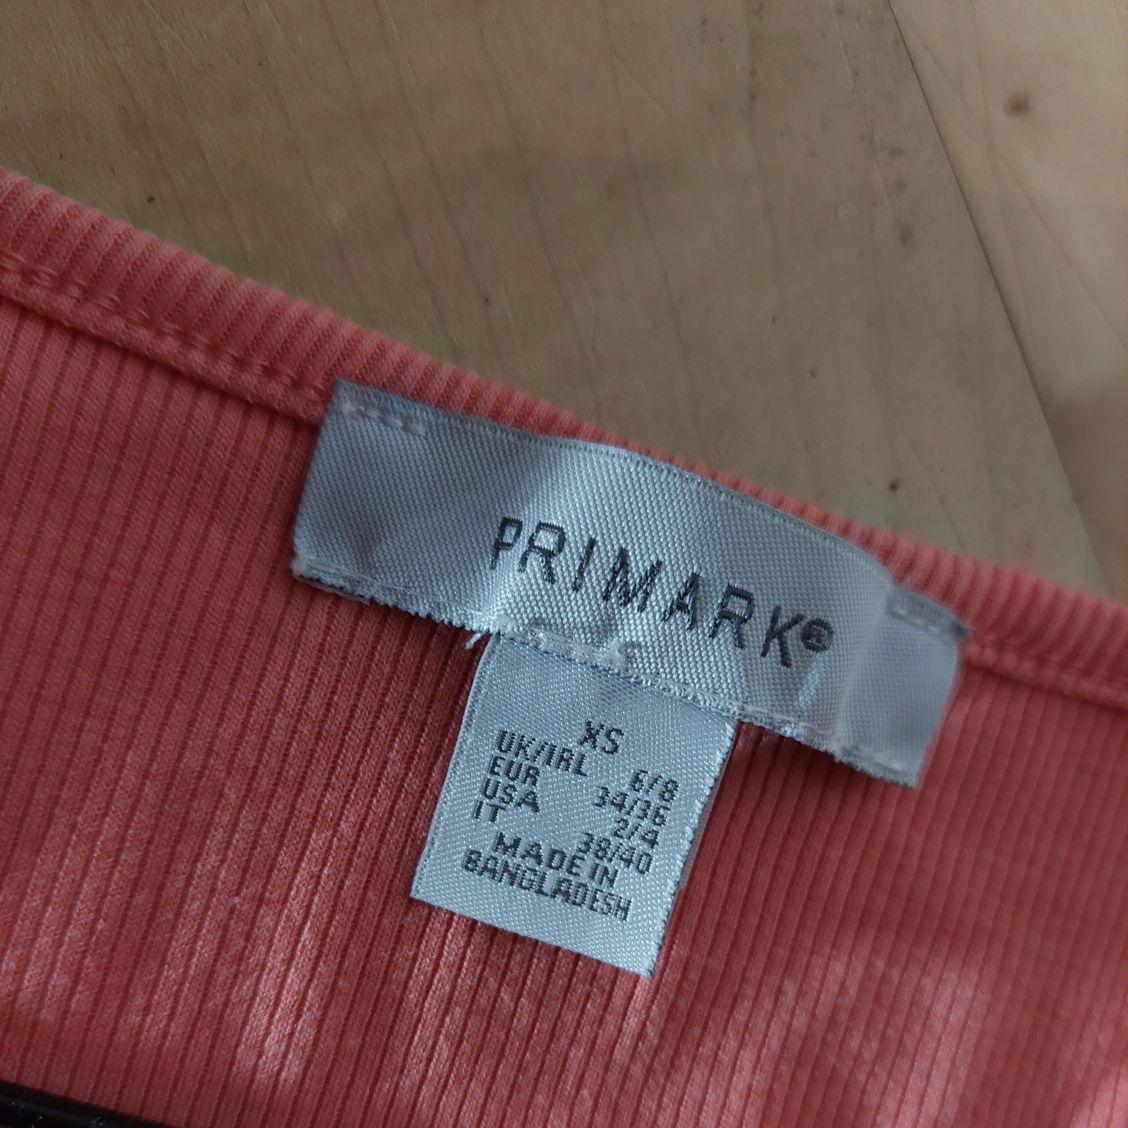 PRIMARK®
XS
UK/IRL 6/8
EUR 34/36
USA 2/4
IT 38/40
MADE IN
BANGLADESH